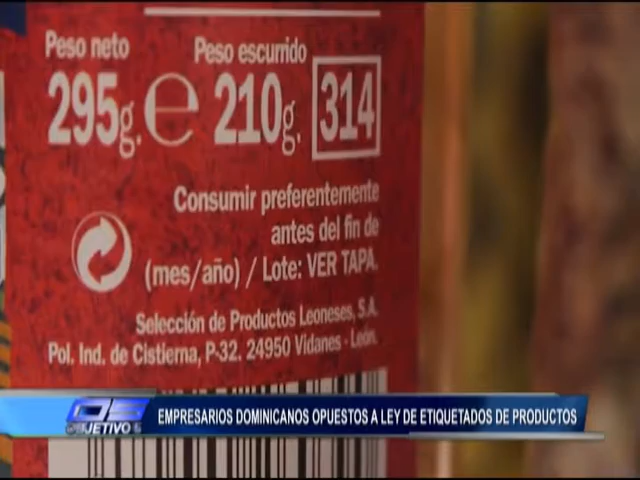 Peso neto
Peso escurrido
295g. e 210g. 314
Consumir preferentemente
antes del fin de
(mes/año) / Lote: VER TAPA.
Selección de Productos Leoneses, S.A.
Pol. Ind. de Cistierna, P-32. 24950 Vidanes - León.
OBJETIVO 5
EMPRESARIOS DOMINICANOS OPUESTOS A LEY DE ETIQUETADOS DE PRODUCTOS